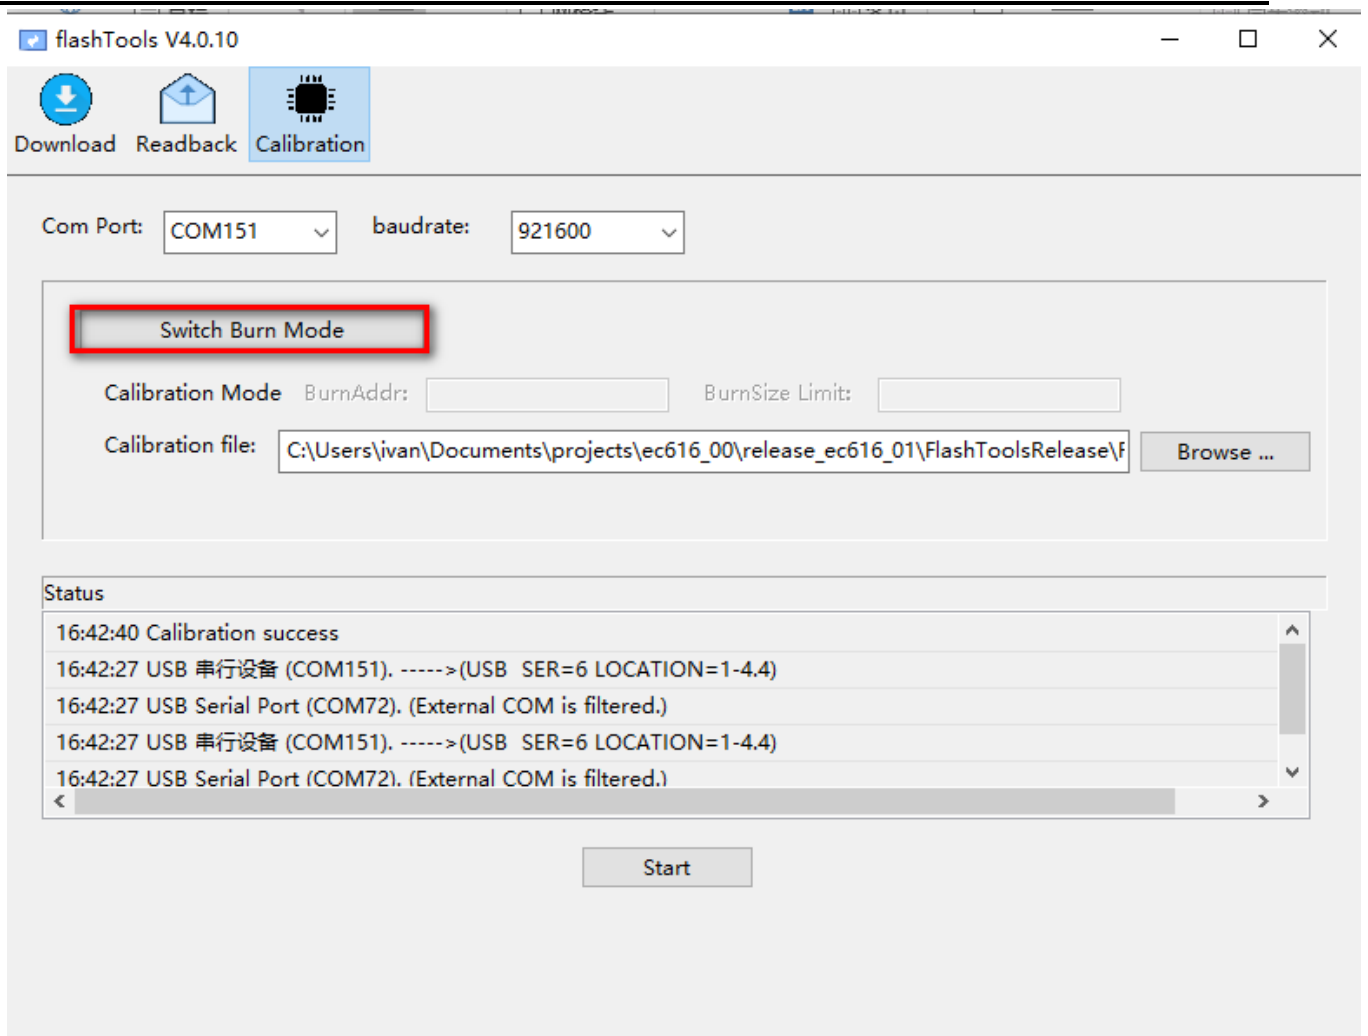 flashTools V4.0.10
Download Readback Calibration
Com Port: COM151 baudrate: 921600
Switch Burn Mode
Calibration Mode BurnAddr: BurnSize Limit:
Calibration file: C:\Users\ivan\Documents\projects\ec616_00\release_ec616_01\FlashToolsRelease\F Browse ...
Status
16:42:40 Calibration success
16:42:27 USB 串行设备 (COM151). ----->(USB SER=6 LOCATION=1-4.4)
16:42:27 USB Serial Port (COM72). (External COM is filtered.)
16:42:27 USB 串行设备 (COM151). ----->(USB SER=6 LOCATION=1-4.4)
16:42:27 USB Serial Port (COM72). (External COM is filtered.)
Start